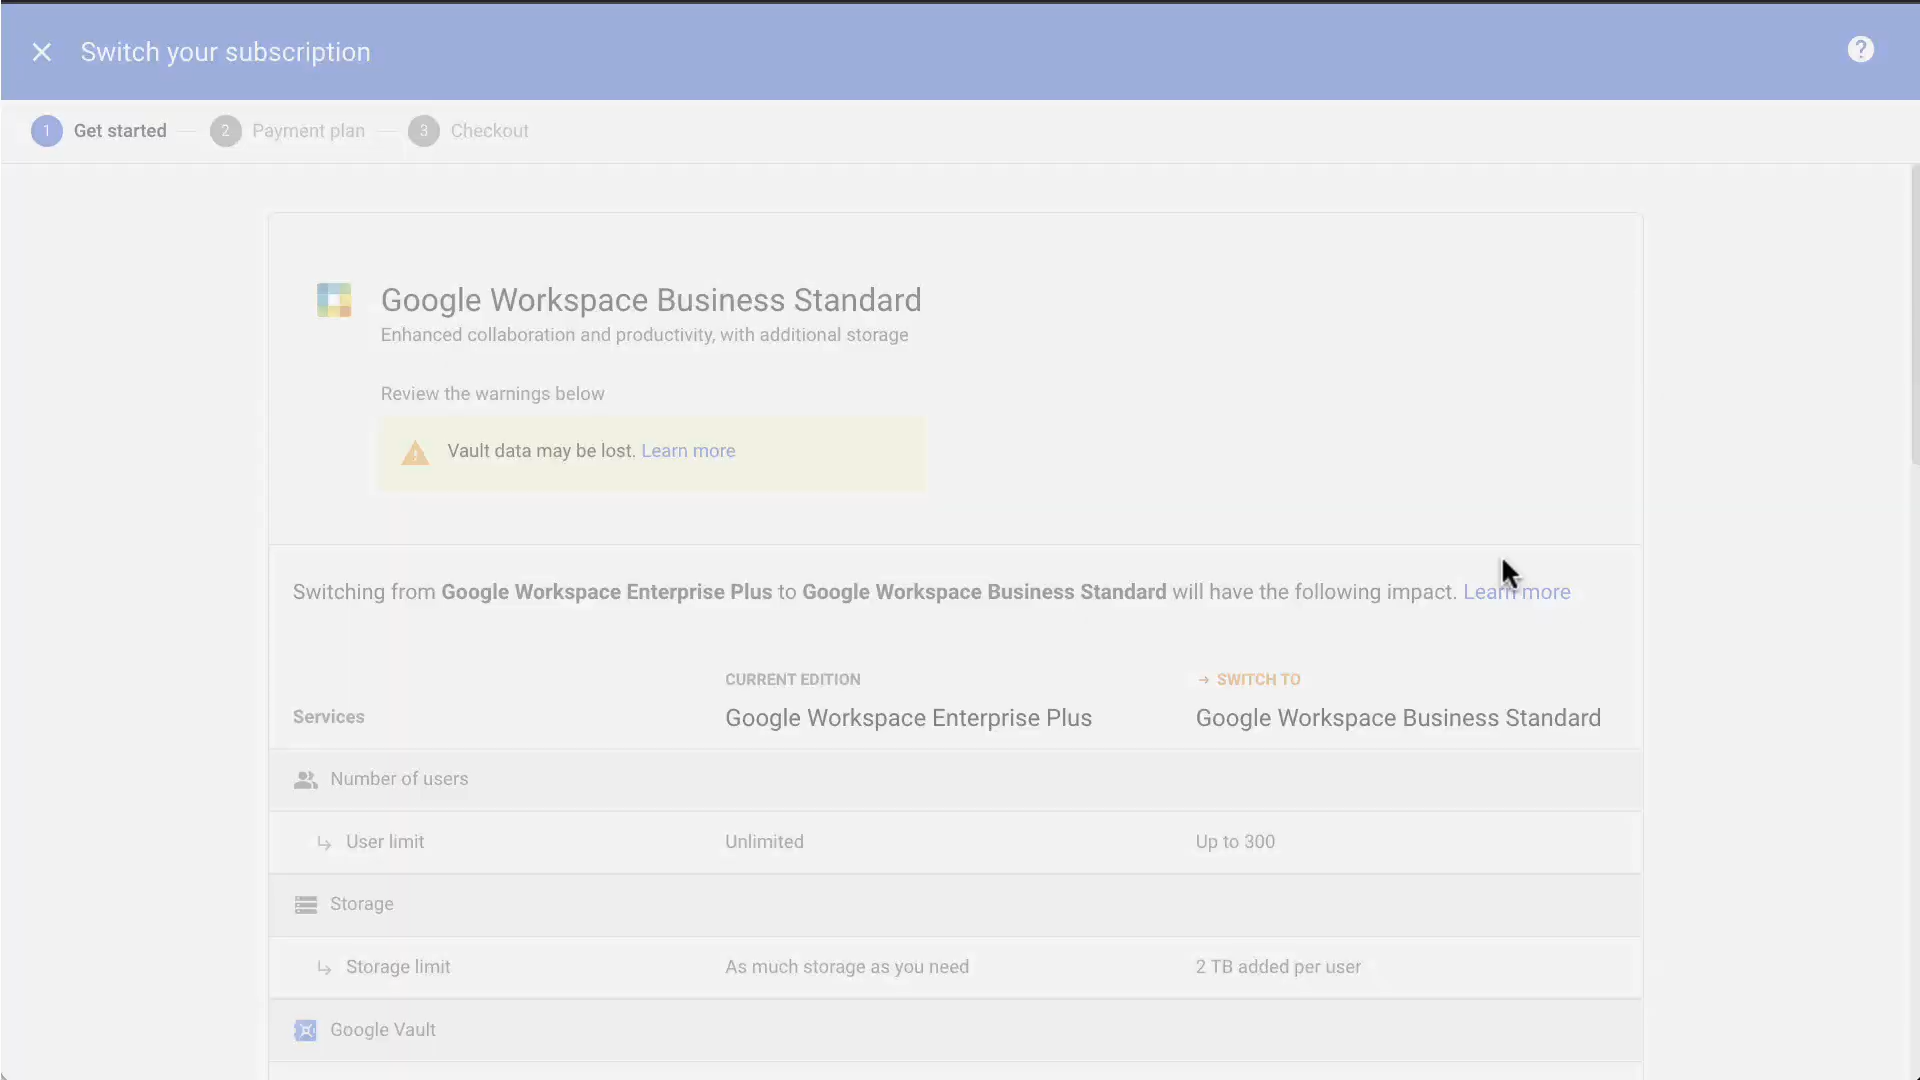 Switch your subscription
?
1 Get started 2 Payment plan 3 Checkout
Google Workspace Business Standard
Enhanced collaboration and productivity, with additional storage
Review the warnings below
Vault data may be lost. Learn more
Switching from Google Workspace Enterprise Plus to Google Workspace Business Standard will have the following impact. Learn more
CURRENT EDITION → SWITCH TO
Services Google Workspace Enterprise Plus Google Workspace Business Standard
Number of users
User limit Unlimited Up to 300
Storage
Storage limit As much storage as you need 2 TB added per user
Google Vault